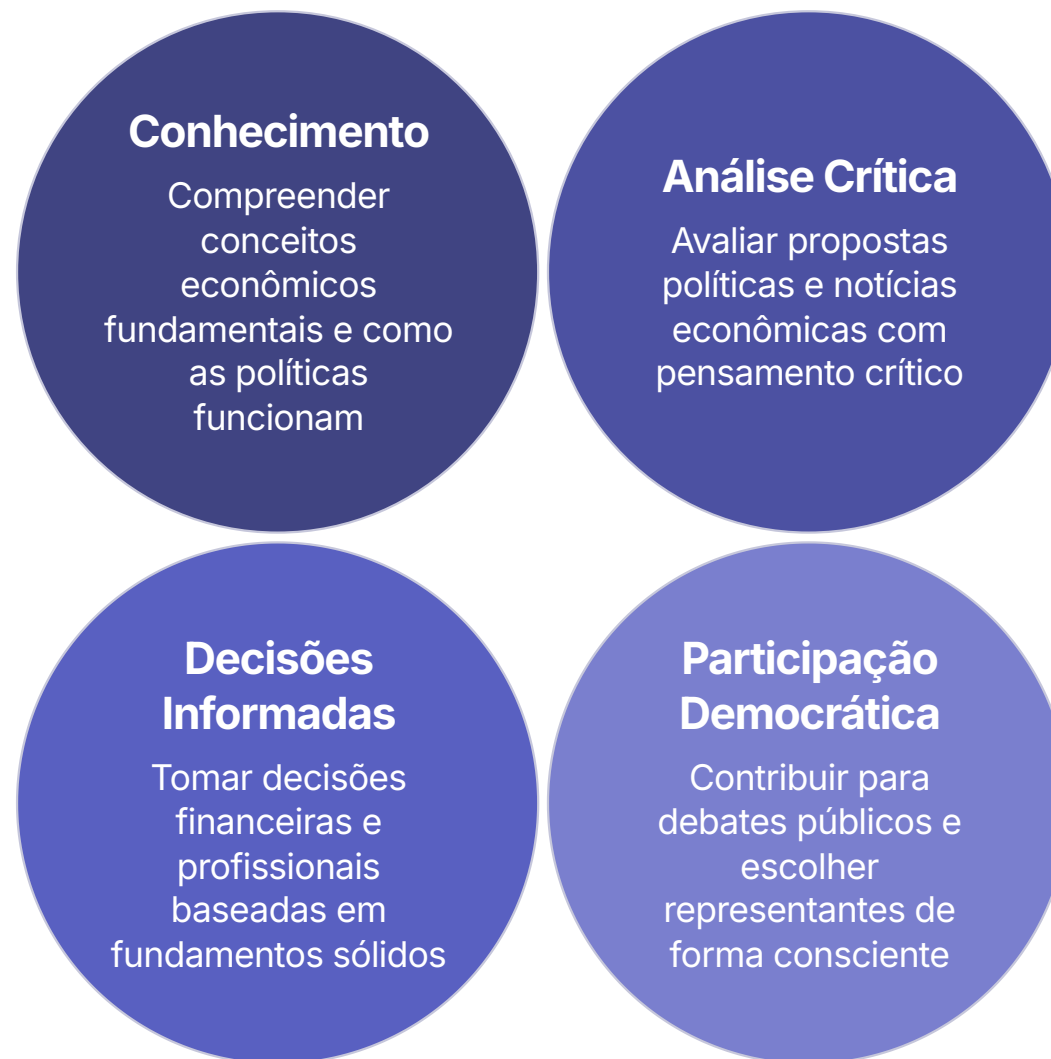 Conhecimento
Compreender
conceitos
econômicos
fundamentais e como
as políticas
funcionam
Análise Crítica
Avaliar propostas
políticas e notícias
econômicas com
pensamento crítico
Decisões
Informadas
Tomar decisões
financeiras e
profissionais
baseadas em
fundamentos sólidos
Participação
Democrática
Contribuir para
debates públicos e
escolher
representantes de
forma consciente